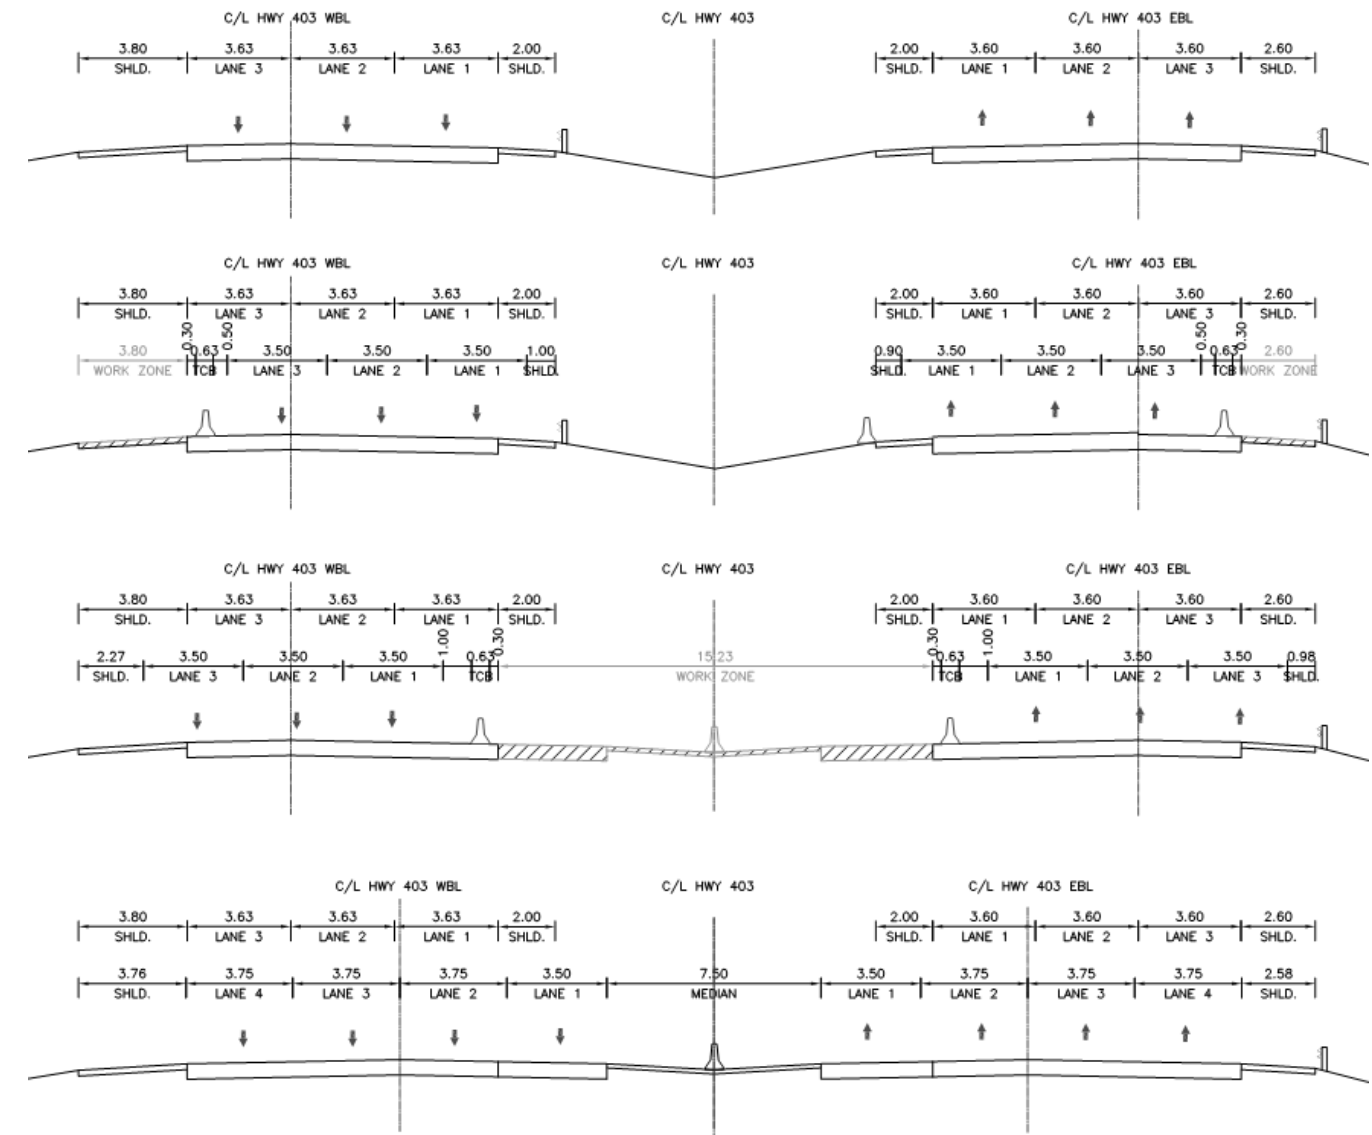 C/L HWY 403 WBL C/L HWY 403 C/L HWY 403 EBL
3.80 3.63 3.63 3.63 2.00 2.00 3.60 3.60 3.60 2.60
SHLD. LANE 3 LANE 2 LANE 1 SHLD. SHLD. LANE 1 LANE 2 LANE 3 SHLD.
C/L HWY 403 WBL C/L HWY 403 C/L HWY 403 EBL
3.80 3.63 3.63 3.63 2.00 2.00 3.60 3.60 3.60 2.60
SHLD. LANE 3 LANE 2 LANE 1 SHLD. SHLD. LANE 1 LANE 2 LANE 3 SHLD.
0.30 0.50 0.50 0.30
3.80 0.63 3.50 3.50 3.50 1.00 0.90 3.50 3.50 3.50 0.63 2.60
WORK ZONE TCB LANE 3 LANE 2 LANE 1 SHLD. SHLD. LANE 1 LANE 2 LANE 3 TCB WORK ZONE
C/L HWY 403 WBL C/L HWY 403 C/L HWY 403 EBL
3.80 3.63 3.63 3.63 2.00 2.00 3.60 3.60 3.60 2.60
SHLD. LANE 3 LANE 2 LANE 1 SHLD. SHLD. LANE 1 LANE 2 LANE 3 SHLD.
1.00 0.30 0.30 1.00
2.27 3.50 3.50 3.50 0.63 15.23 0.63 3.50 3.50 3.50 0.98
SHLD. LANE 3 LANE 2 LANE 1 TCB WORK ZONE TCB LANE 1 LANE 2 LANE 3 SHLD.
C/L HWY 403 WBL C/L HWY 403 C/L HWY 403 EBL
3.80 3.63 3.63 3.63 2.00 2.00 3.60 3.60 3.60 2.60
SHLD. LANE 3 LANE 2 LANE 1 SHLD. SHLD. LANE 1 LANE 2 LANE 3 SHLD.
3.76 3.75 3.75 3.75 3.50 7.50 3.50 3.75 3.75 3.75 2.58
SHLD. LANE 4 LANE 3 LANE 2 LANE 1 MEDIAN LANE 1 LANE 2 LANE 3 LANE 4 SHLD.